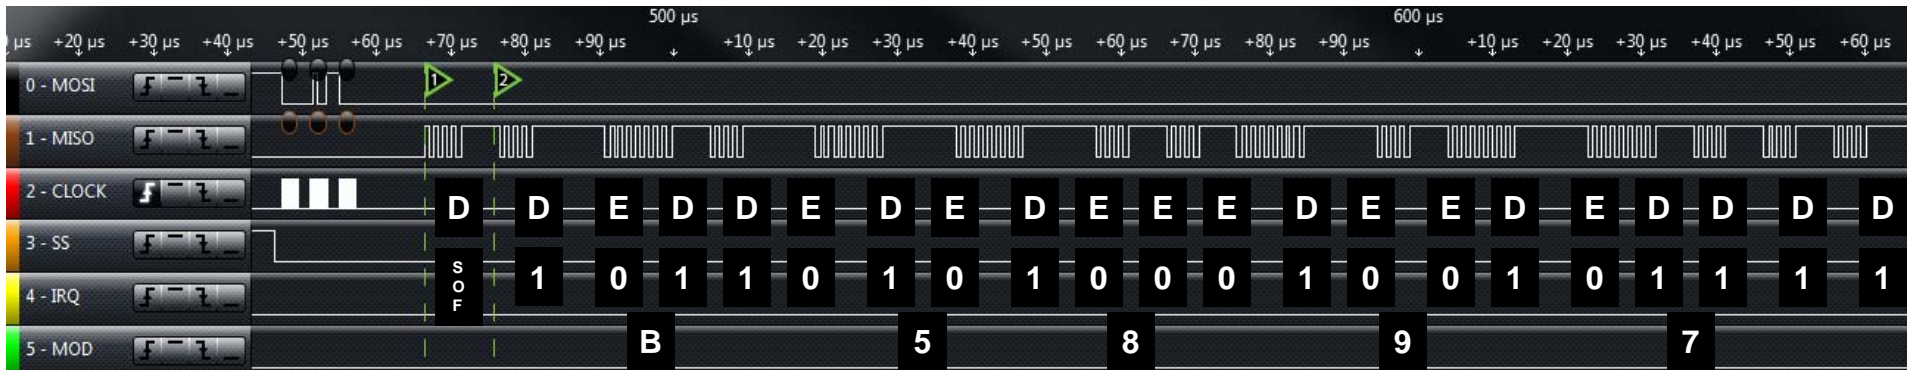 500 µs 600 µs
µs +20 µs +30 µs +40 µs +50 µs +60 µs +70 µs +80 µs +90 µs +10 µs +20 µs +30 µs +40 µs +50 µs +60 µs +70 µs +80 µs +90 µs +10 µs +20 µs +30 µs +40 µs +50 µs +60 µs
0 - MOSI 1 2
1 - MISO
2 - CLOCK D D E D D E D E D E E E D E E D E D D D D
3 - SS
SOF 1 0 1 1 0 1 0 1 0 0 0 1 0 0 1 0 1 1 1 1
4 - IRQ
5 - MOD B 5 8 9 7